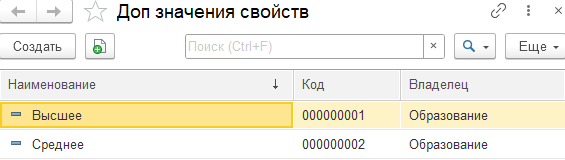 Доп значения свойств
Создать Поиск (Ctrl+F) × Еще
Наименование ↓ Код Владелец
Высшее 000000001 Образование
Среднее 000000002 Образование